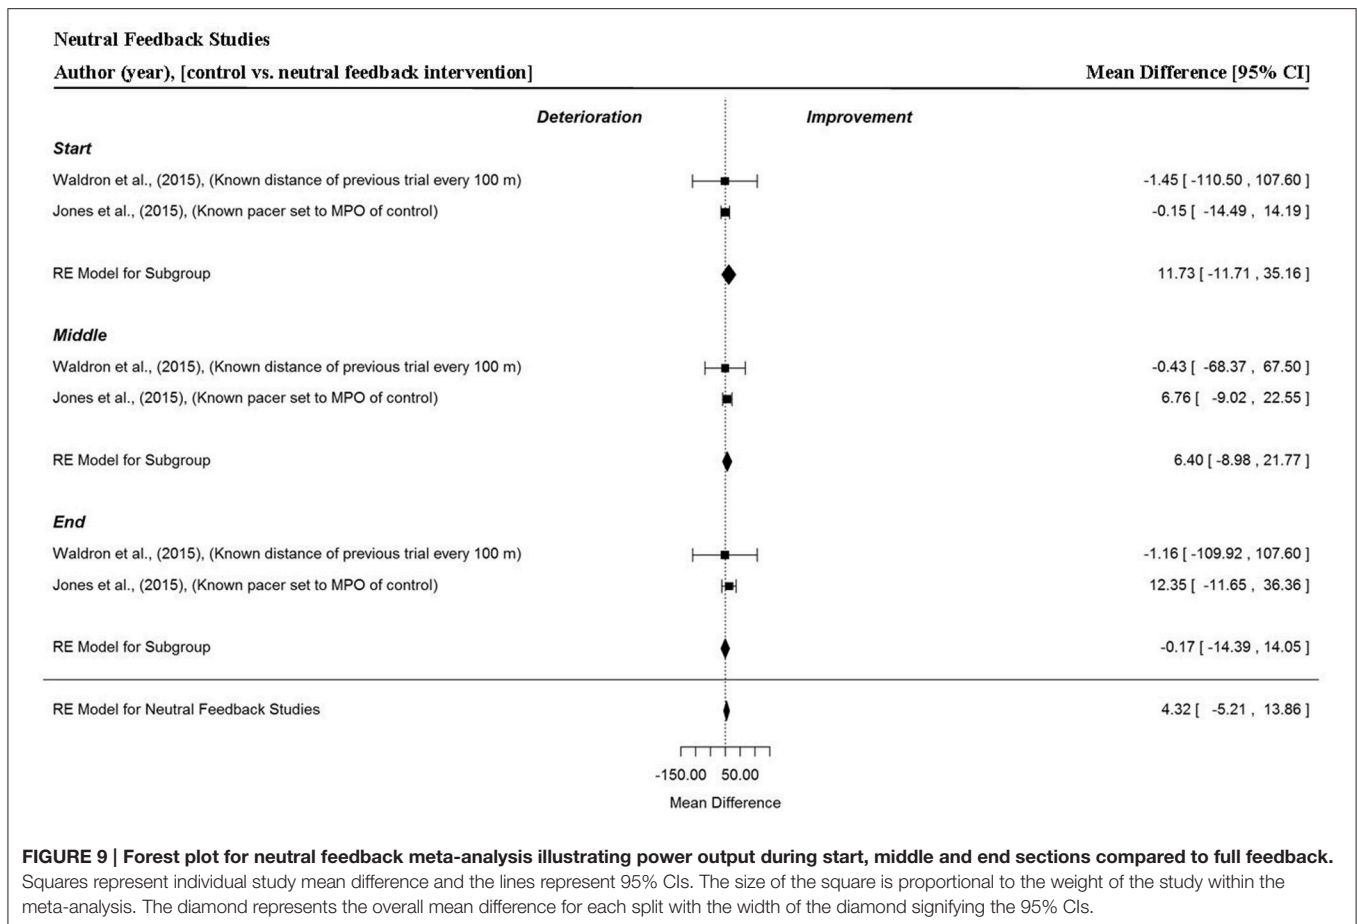 Neutral Feedback Studies
Author (year), [control vs. neutral feedback intervention] Mean Difference [95% CI]
Deterioration Improvement
Start
Waldron et al., (2015), (Known distance of previous trial every 100 m) -1.45 [ -110.50 , 107.60 ]
Jones et al., (2015), (Known pacer set to MPO of control) -0.15 [ -14.49 , 14.19 ]
RE Model for Subgroup 11.73 [ -11.71 , 35.16 ]
Middle
Waldron et al., (2015), (Known distance of previous trial every 100 m) -0.43 [ -68.37 , 67.50 ]
Jones et al., (2015), (Known pacer set to MPO of control) 6.76 [ -9.02 , 22.55 ]
RE Model for Subgroup 6.40 [ -8.98 , 21.77 ]
End
Waldron et al., (2015), (Known distance of previous trial every 100 m) -1.16 [ -109.92 , 107.60 ]
Jones et al., (2015), (Known pacer set to MPO of control) 12.35 [ -11.65 , 36.36 ]
RE Model for Subgroup -0.17 [ -14.39 , 14.05 ]
RE Model for Neutral Feedback Studies 4.32 [ -5.21 , 13.86 ]
-150.00 50.00
Mean Difference
FIGURE 9 | Forest plot for neutral feedback meta-analysis illustrating power output during start, middle and end sections compared to full feedback.
Squares represent individual study mean difference and the lines represent 95% CIs. The size of the square is proportional to the weight of the study within the
meta-analysis. The diamond represents the overall mean difference for each split with the width of the diamond signifying the 95% CIs.